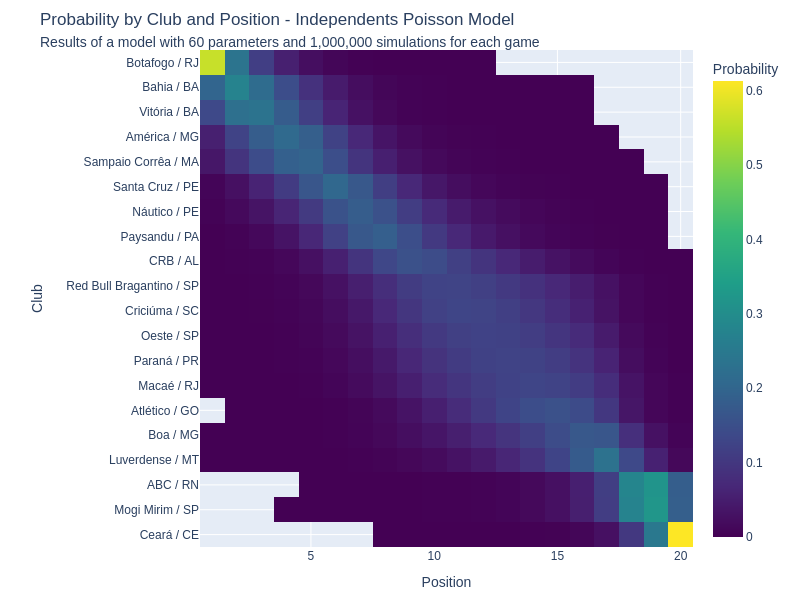 Probability by Club and Position - Independents Poisson Model
Results of a model with 60 parameters and 1,000,000 simulations for each game
Probability
Club
Botafogo / RJ
Bahia / BA
Vitória / BA
América / MG
Sampaio Corrêa / MA
Santa Cruz / PE
Náutico / PE
Paysandu / PA
CRB / AL
Red Bull Bragantino / SP
Criciúma / SC
Oeste / SP
Paraná / PR
Macaé / RJ
Atlético / GO
Boa / MG
Luverdense / MT
ABC / RN
Mogi Mirim / SP
Ceará / CE
5
10
15
20
Position
0.6
0.5
0.4
0.3
0.2
0.1
0